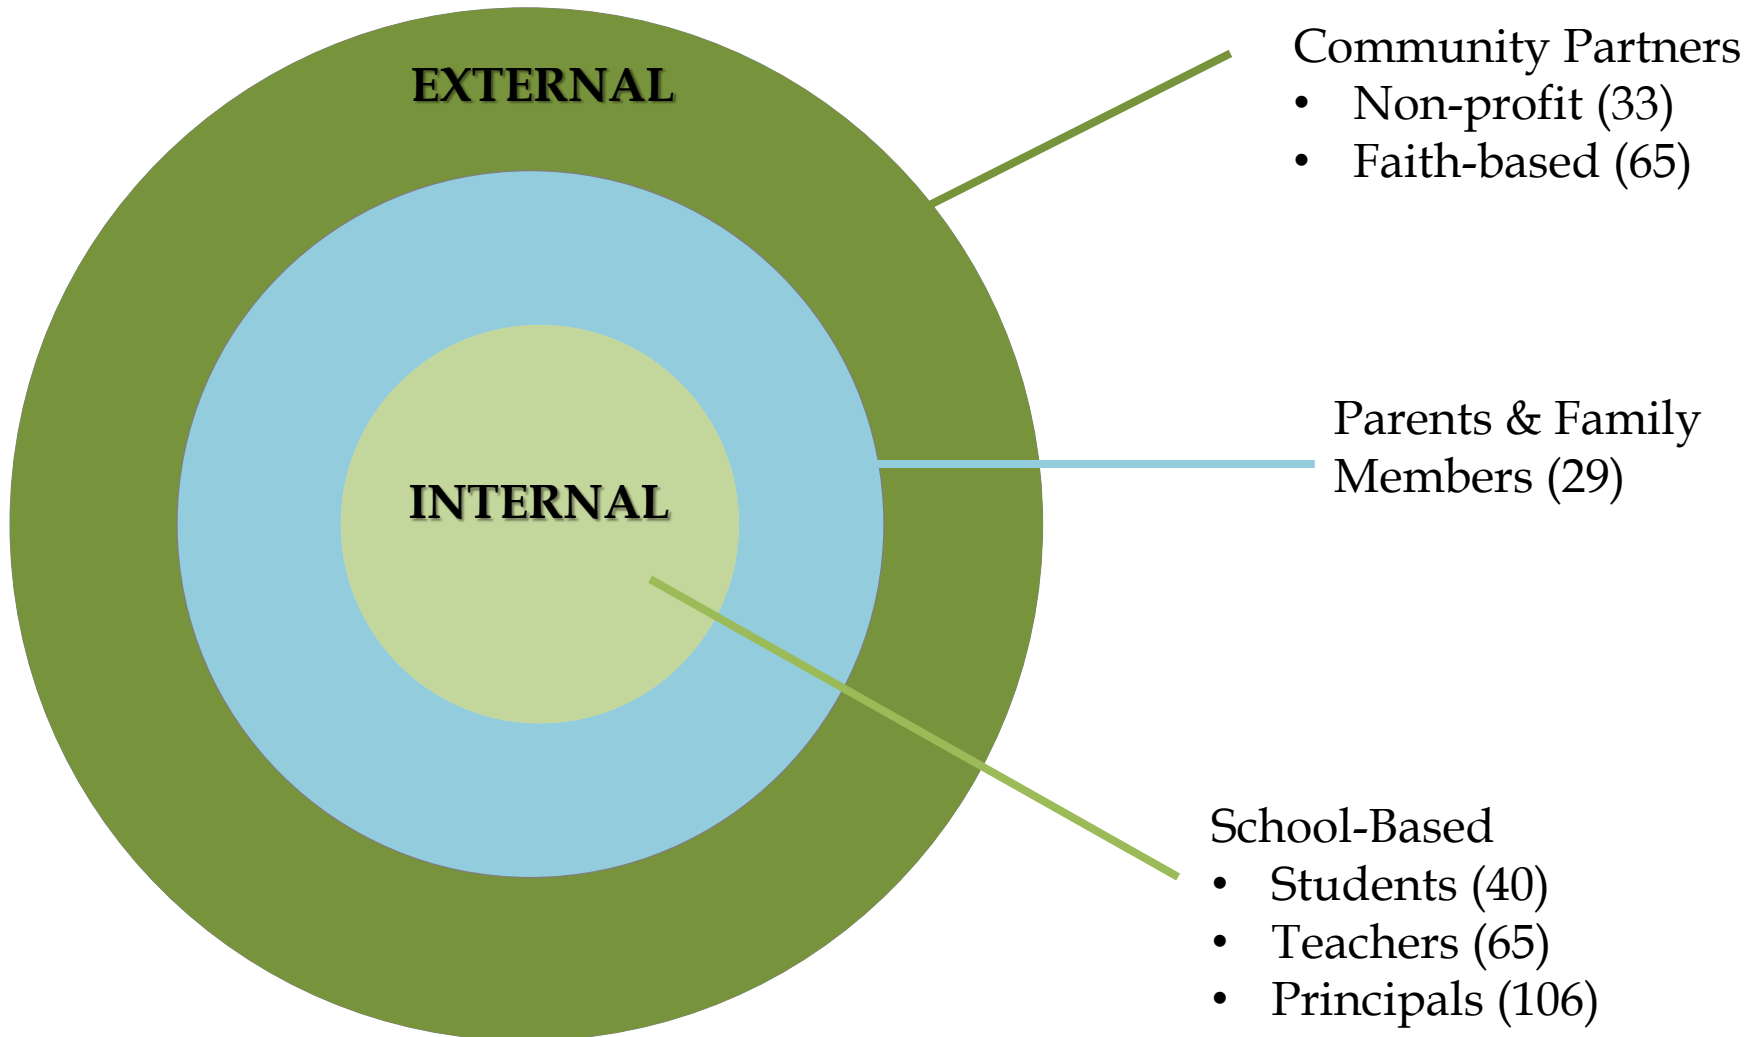 EXTERNAL
Community Partners
• Non-profit (33)
• Faith-based (65)
Parents & Family
Members (29)
INTERNAL
School-Based
• Students (40)
• Teachers (65)
• Principals (106)